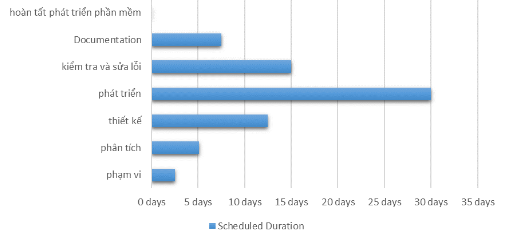 hoàn tất phát triển phần mềm
Documentation
kiểm tra và sửa lỗi
phát triển
thiết kế
phân tích
phạm vi
0 days 5 days 10 days 15 days 20 days 25 days 30 days 35 days
Scheduled Duration